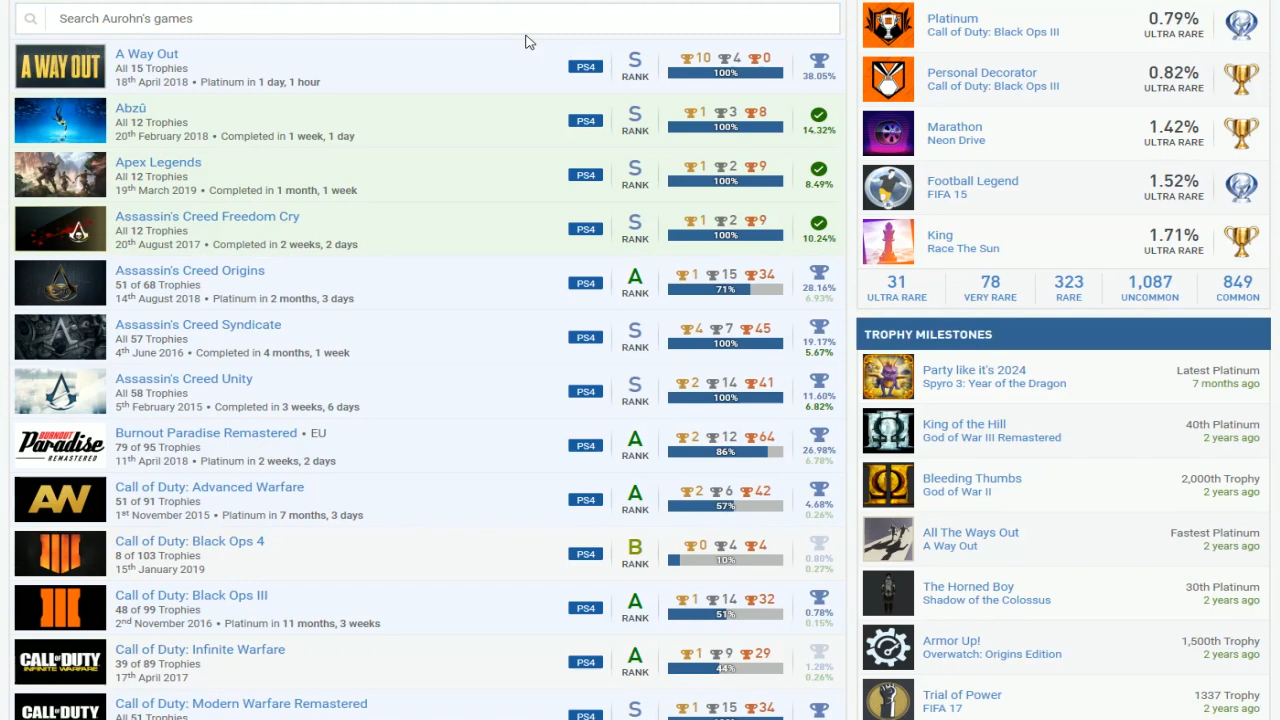 Search Aurohn's games
A WAY OUT
A Way Out
All 15 Trophies
18th April 2018 • Platinum in 1 day, 1 hour
PS4
S
RANK
10 4 0
100%
38.05%
Abzû
All 12 Trophies
20th February 2018 • Completed in 1 week, 1 day
PS4
S
RANK
1 3 8
100%
14.32%
Apex Legends
All 12 Trophies
19th March 2019 • Completed in 1 month, 1 week
PS4
S
RANK
1 2 9
100%
8.49%
Assassin's Creed Freedom Cry
All 12 Trophies
20th August 2017 • Completed in 2 weeks, 2 days
PS4
S
RANK
1 2 9
100%
10.24%
Assassin's Creed Origins
51 of 68 Trophies
14th August 2018 • Platinum in 2 months, 3 days
PS4
A
RANK
1 15 34
71%
28.16%
6.93%
Assassin's Creed Syndicate
All 57 Trophies
4th June 2016 • Completed in 4 months, 1 week
PS4
S
RANK
4 7 45
100%
19.17%
5.67%
Assassin's Creed Unity
All 58 Trophies
5th February 2015 • Completed in 3 weeks, 6 days
PS4
S
RANK
2 14 41
100%
11.60%
6.82%
Burnout Paradise REMASTERED
Burnout Paradise Remastered • EU
79 of 95 Trophies
11th April 2018 • Platinum in 2 weeks, 2 days
PS4
A
RANK
2 12 64
86%
26.98%
6.78%
AW
Call of Duty: Advanced Warfare
51 of 91 Trophies
1st November 2015 • Platinum in 7 months, 3 days
PS4
A
RANK
2 6 42
57%
4.68%
0.26%
IIII
Call of Duty: Black Ops 4
8 of 103 Trophies
15th January 2019
PS4
B
RANK
0 4 4
10%
0.80%
0.27%
III
Call of Duty: Black Ops III
48 of 99 Trophies
2nd November 2016 • Platinum in 11 months, 3 weeks
PS4
A
RANK
1 14 32
51%
0.78%
0.15%
CALL OF DUTY INFINITE WARFARE
Call of Duty: Infinite Warfare
39 of 89 Trophies
17th April 2017
PS4
A
RANK
1 9 29
44%
1.28%
0.26%
CALL OF DUTY
Call of Duty: Modern Warfare Remastered
All 51 Trophies
PS4
S
1 15 34
Platinum
Call of Duty: Black Ops III
0.79%
ULTRA RARE
Personal Decorator
Call of Duty: Black Ops III
0.82%
ULTRA RARE
Marathon
Neon Drive
1.42%
ULTRA RARE
Football Legend
FIFA 15
1.52%
ULTRA RARE
King
Race The Sun
1.71%
ULTRA RARE
31 78 323 1,087 849
ULTRA RARE VERY RARE RARE UNCOMMON COMMON
TROPHY MILESTONES
Party like it's 2024
Spyro 3: Year of the Dragon
Latest Platinum
7 months ago
King of the Hill
God of War III Remastered
40th Platinum
2 years ago
Bleeding Thumbs
God of War II
2,000th Trophy
2 years ago
All The Ways Out
A Way Out
Fastest Platinum
2 years ago
The Horned Boy
Shadow of the Colossus
30th Platinum
2 years ago
Armor Up!
Overwatch: Origins Edition
1,500th Trophy
2 years ago
Trial of Power
FIFA 17
1337 Trophy
2 years ago